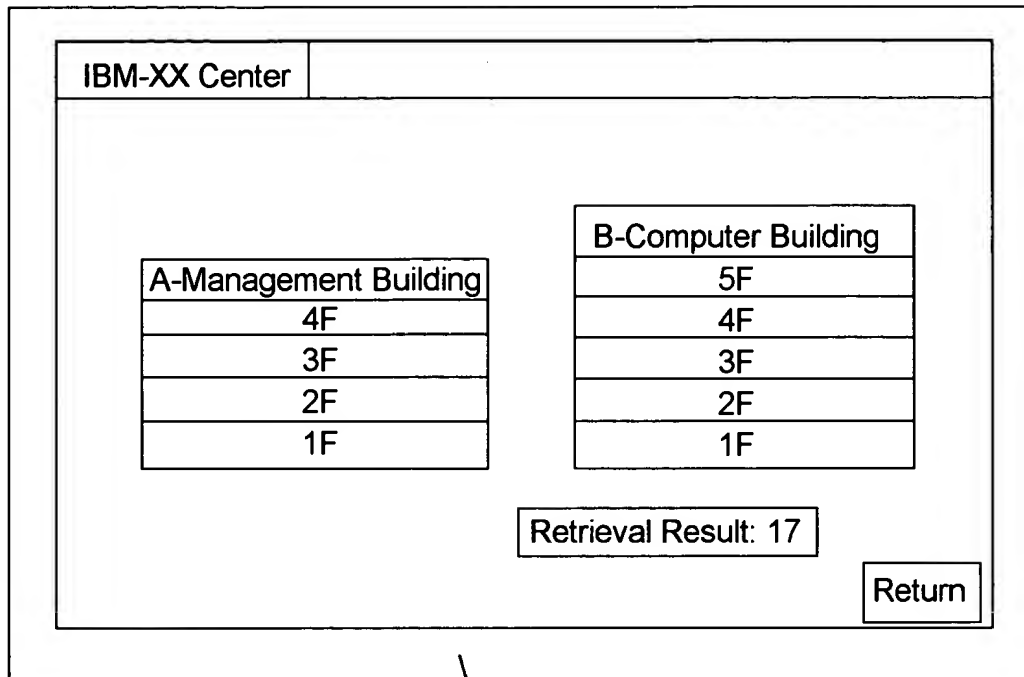 IBM-XX Center
A-Management Building
4F
3F
2F
1F
B-Computer Building
5F
4F
3F
2F
1F
Retrieval Result: 17
Return